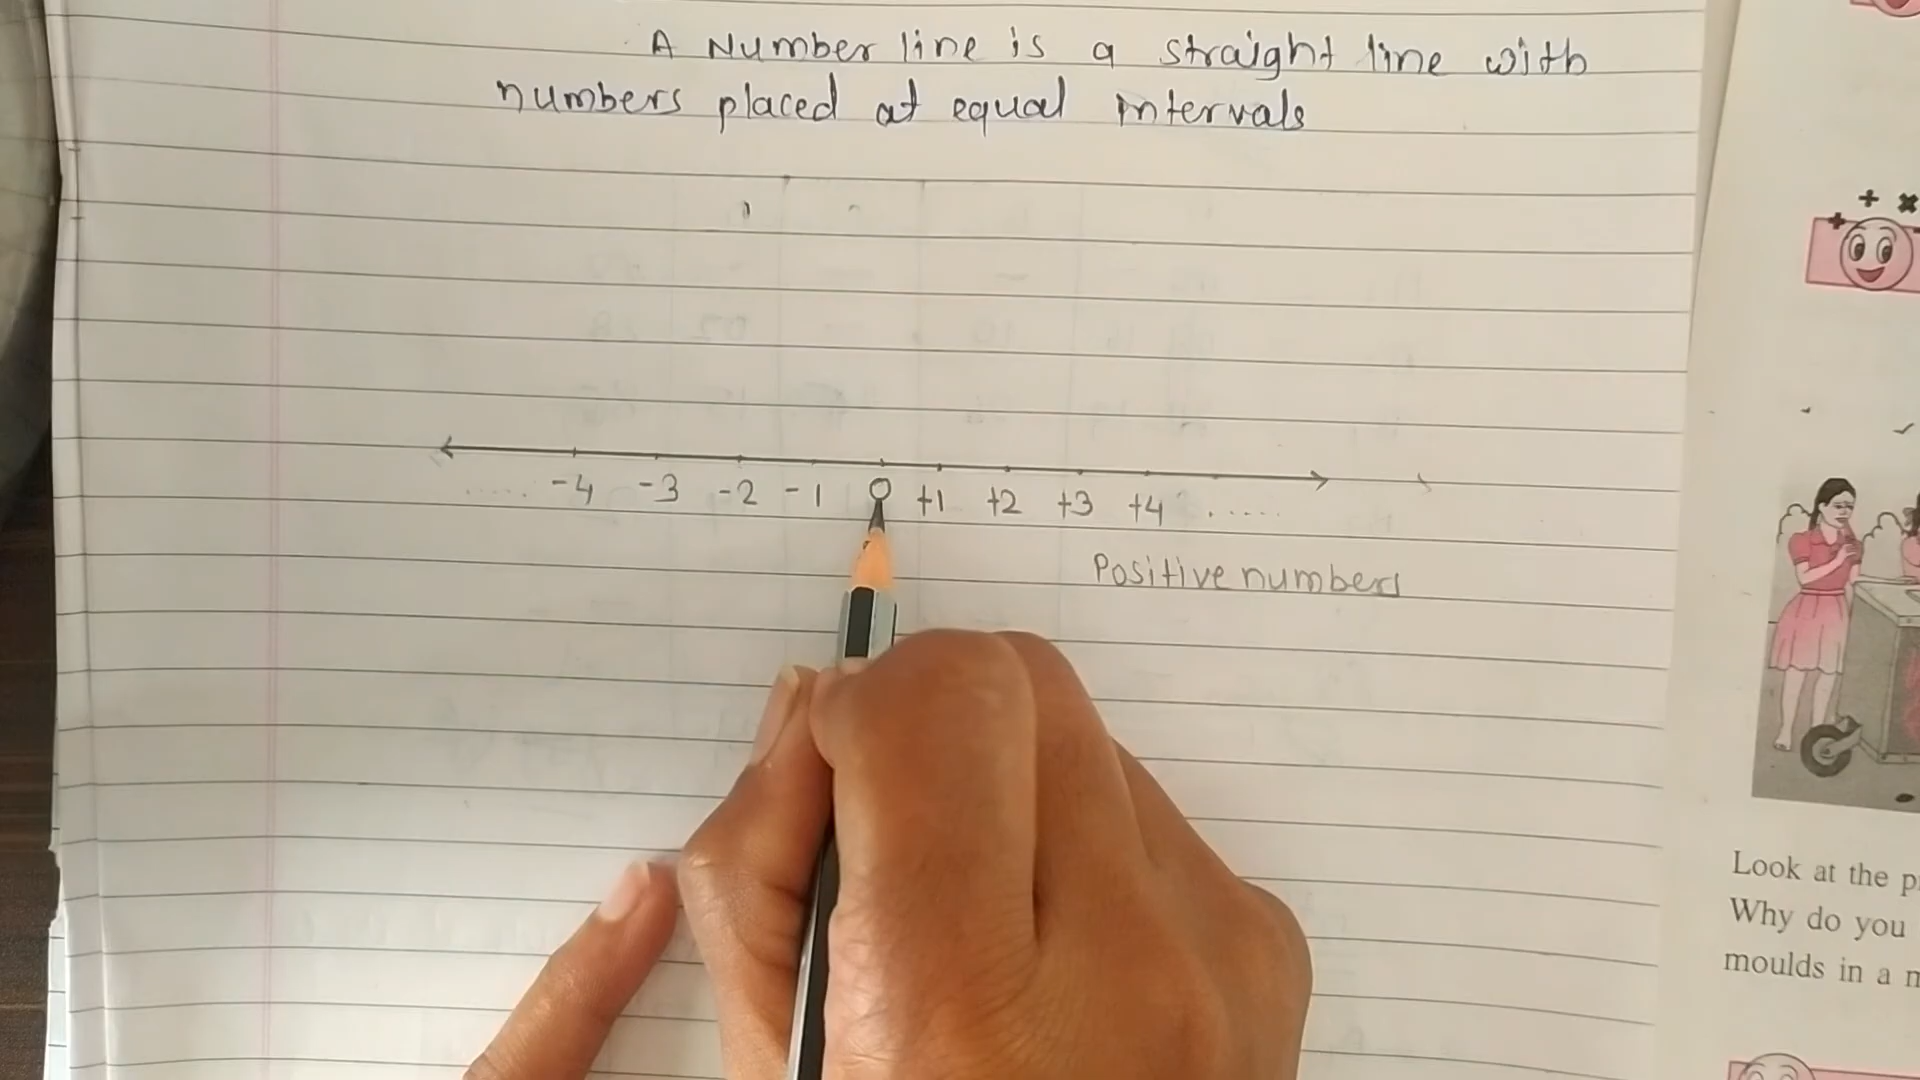 A Number line is a straight line with
numbers placed at equal intervals
..... -4 -3 -2 -1 0 +1 +2 +3 +4 .....
Positive numbers
Look at the
Why do you
moulds in a